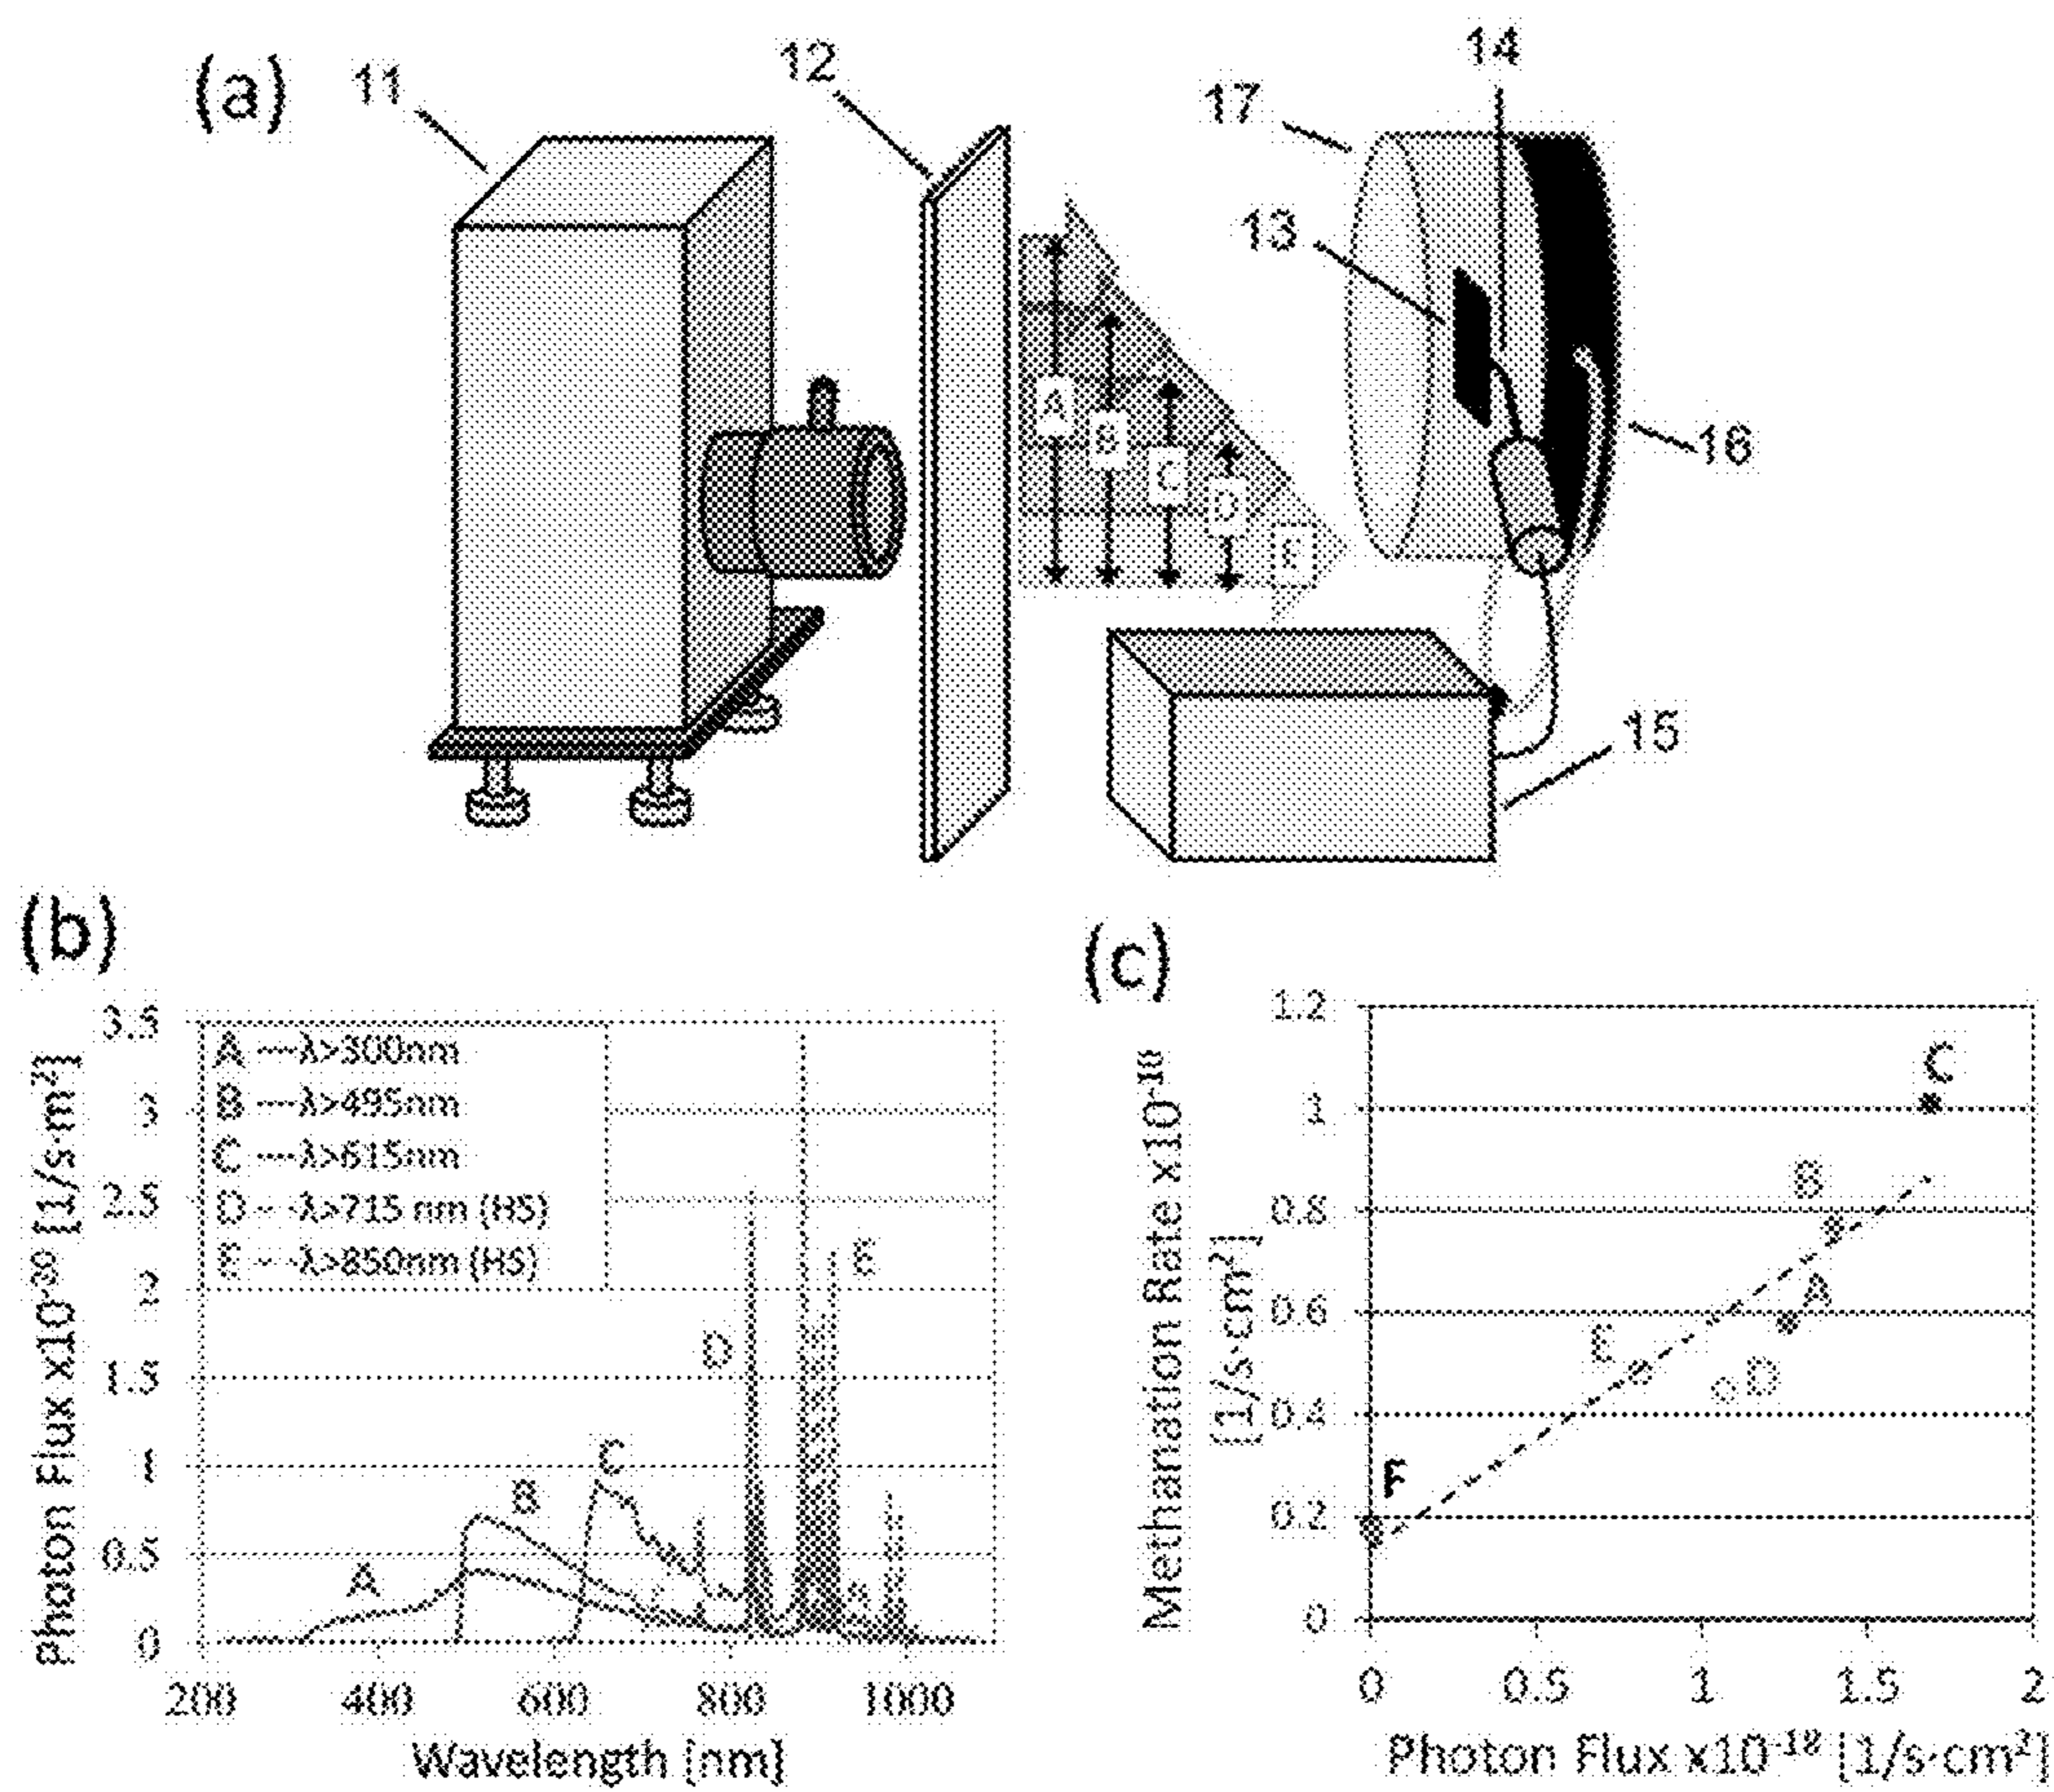 (a)
11
12
17
14
13
16
15
A
B
C
D
E
(b)
Photon Flux x10⁻²⁰ [1/s·m²]
3.5
3
2.5
2
1.5
1
0.5
0
A ---λ>300nm
B ---λ>495nm
C ---λ>615nm
D - - -λ>715 nm (HS)
E - - -λ>850nm (HS)
A
B
C
D
E
200
400
600
800
1000
Wavelength [nm]
(c)
Methanation Rate x10⁻¹⁸
[1/s·cm²]
1.2
1
0.8
0.6
0.4
0.2
0
C
B
A
E
D
F
0
0.5
1
1.5
2
Photon Flux x10⁻¹⁸ [1/s·cm²]